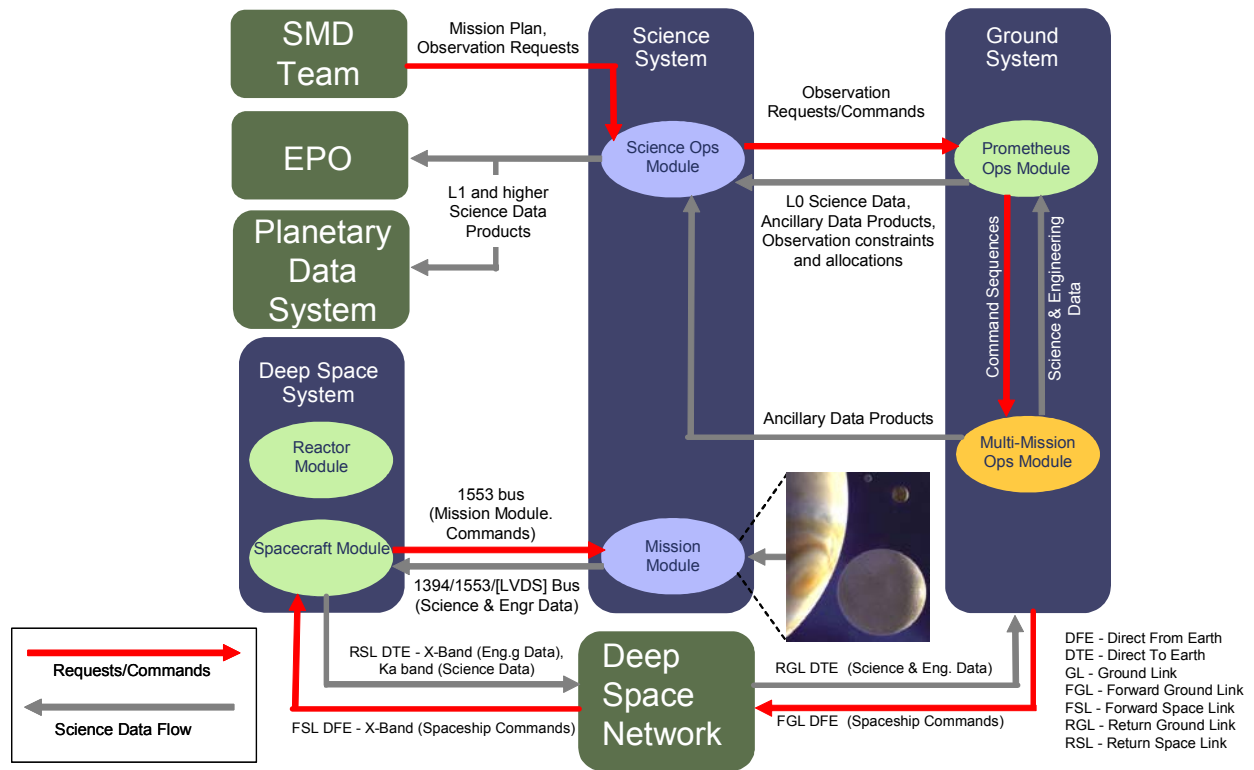 SMD
Team
Mission Plan,
Observation Requests
Science
System
Ground
System
EPO
Science Ops
Module
Observation
Requests/Commands
Prometheus
Ops Module
L1 and higher
Science Data
Products
L0 Science Data,
Ancillary Data Products,
Observation constraints
and allocations
Planetary
Data
System
Command Sequences
Science & Engineering
Data
Deep Space
System
Ancillary Data Products
Multi-Mission
Ops Module
Reactor
Module
1553 bus
(Mission Module.
Commands)
Spacecraft Module
Mission
Module
1394/1553/[LVDS] Bus
(Science & Engr Data)
Requests/Commands
Science Data Flow
RSL DTE - X-Band (Eng.g Data),
Ka band (Science Data)
FSL DFE - X-Band (Spaceship Commands)
Deep
Space
Network
RGL DTE (Science & Eng. Data)
FGL DFE (Spaceship Commands)
DFE - Direct From Earth
DTE - Direct To Earth
GL - Ground Link
FGL - Forward Ground Link
FSL - Forward Space Link
RGL - Return Ground Link
RSL - Return Space Link